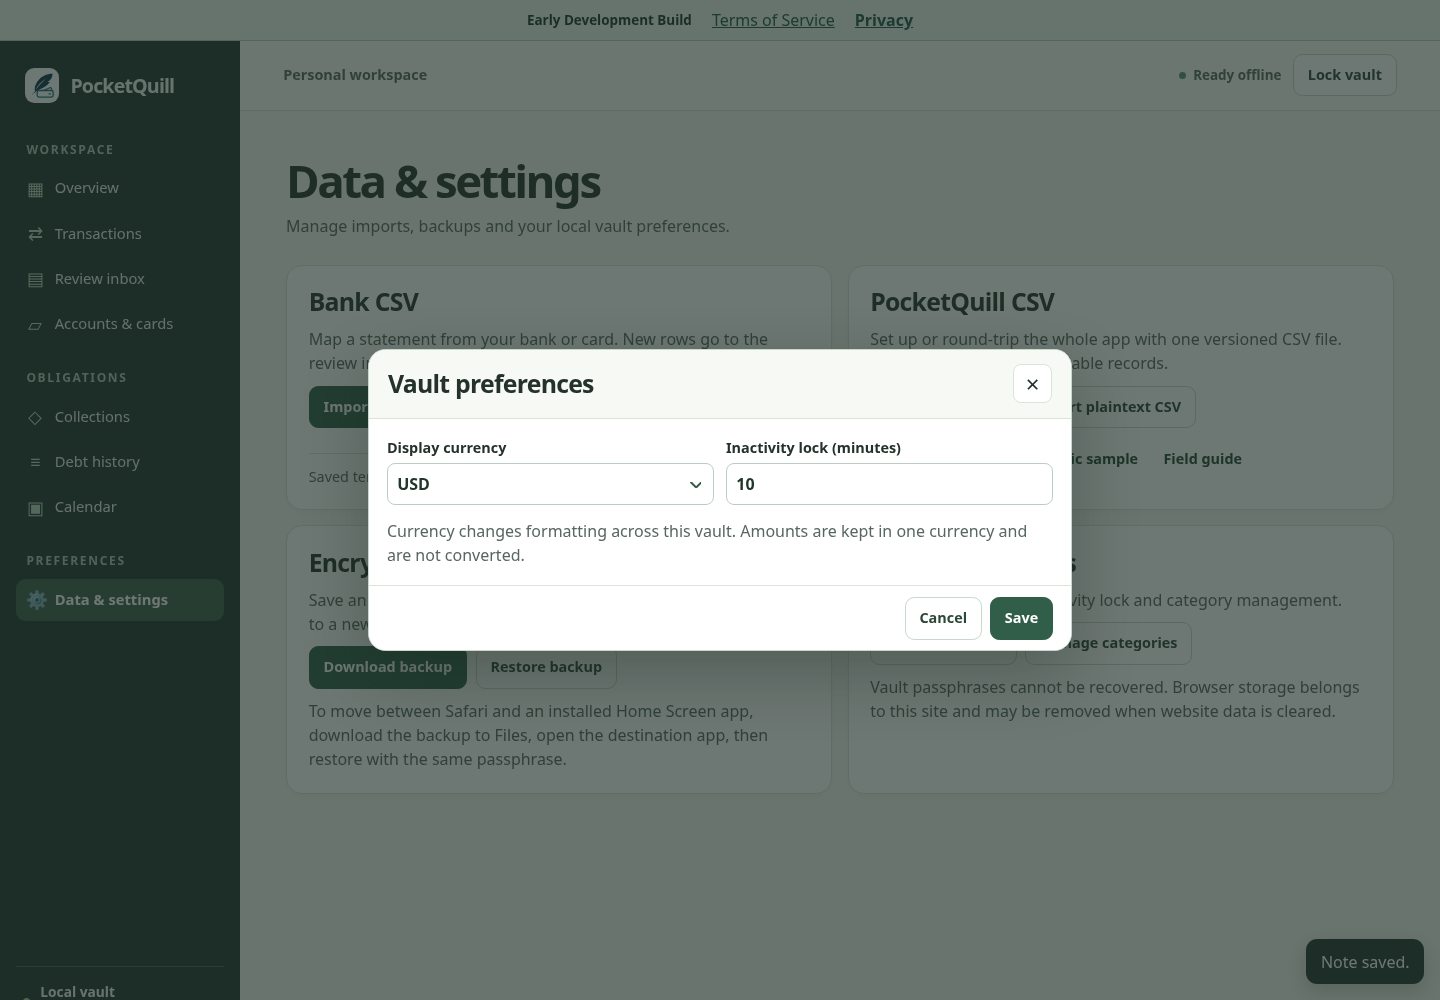 Early Development Build Terms of Service Privacy
PocketQuill
WORKSPACE
Overview
Transactions
Review inbox
Accounts & cards
OBLIGATIONS
Collections
Debt history
Calendar
PREFERENCES
Data & settings
Local vault
Personal workspace
Ready offline
Lock vault
Data & settings
Manage imports, backups and your local vault preferences.
Bank CSV
Map a statement from your bank or card. New rows go to the
review
PocketQuill CSV
Set up or round-trip the whole app with one versioned CSV file.
records.
plaintext CSV
sample
Field guide
Vault preferences
×
Display currency
USD
Inactivity lock (minutes)
10
Currency changes formatting across this vault. Amounts are kept in one currency and
are not converted.
Cancel
Save
Saved
Save an
to a new
Download backup
Restore backup
To move between Safari and an installed Home Screen app,
download the backup to Files, open the destination app, then
restore with the same passphrase.
lock and category management.
categories
Vault passphrases cannot be recovered. Browser storage belongs
to this site and may be removed when website data is cleared.
Note saved.